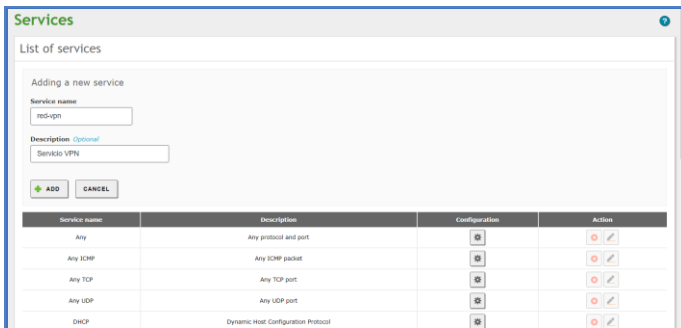 Services
List of services
Adding a new service
Service name
red-vpn
Description Optional
Servicio VPN
ADD CANCEL
Service name Description Configuration Action
Any Any protocol and port
Any ICMP Any ICMP packet
Any TCP Any TCP port
Any UDP Any UDP port
DHCP Dynamic Host Configuration Protocol